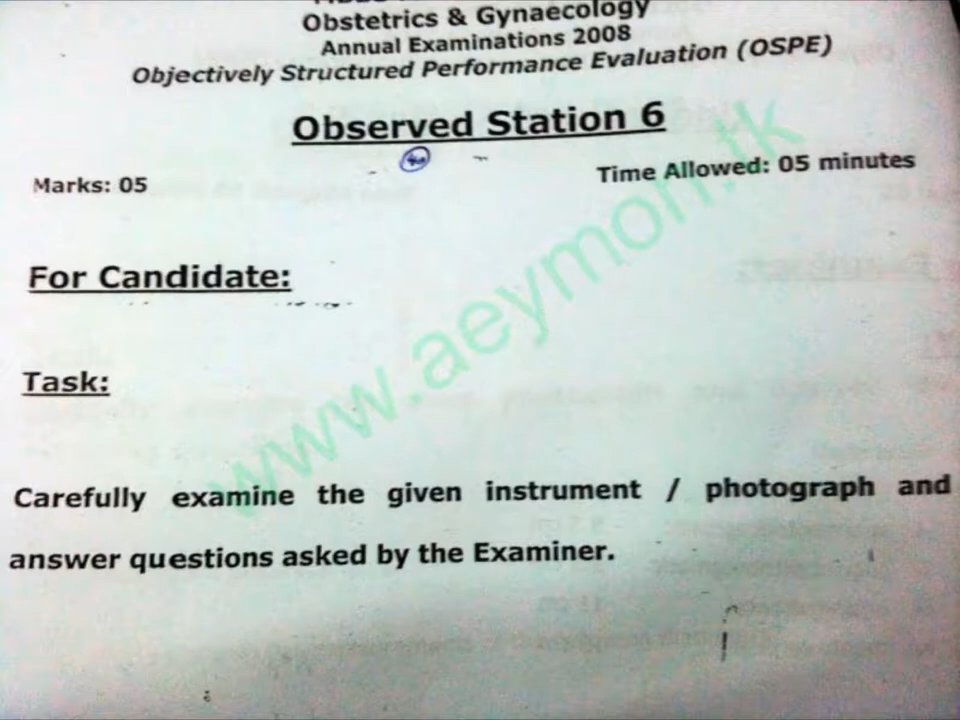 Obstetrics & Gynaecology
Annual Examinations 2008
Objectively Structured Performance Evaluation (OSPE)
Observed Station 6
Marks: 05
Time Allowed: 05 minutes
For Candidate:
Task:
Carefully examine the given instrument / photograph and
answer questions asked by the Examiner.
www.aeymon.tk